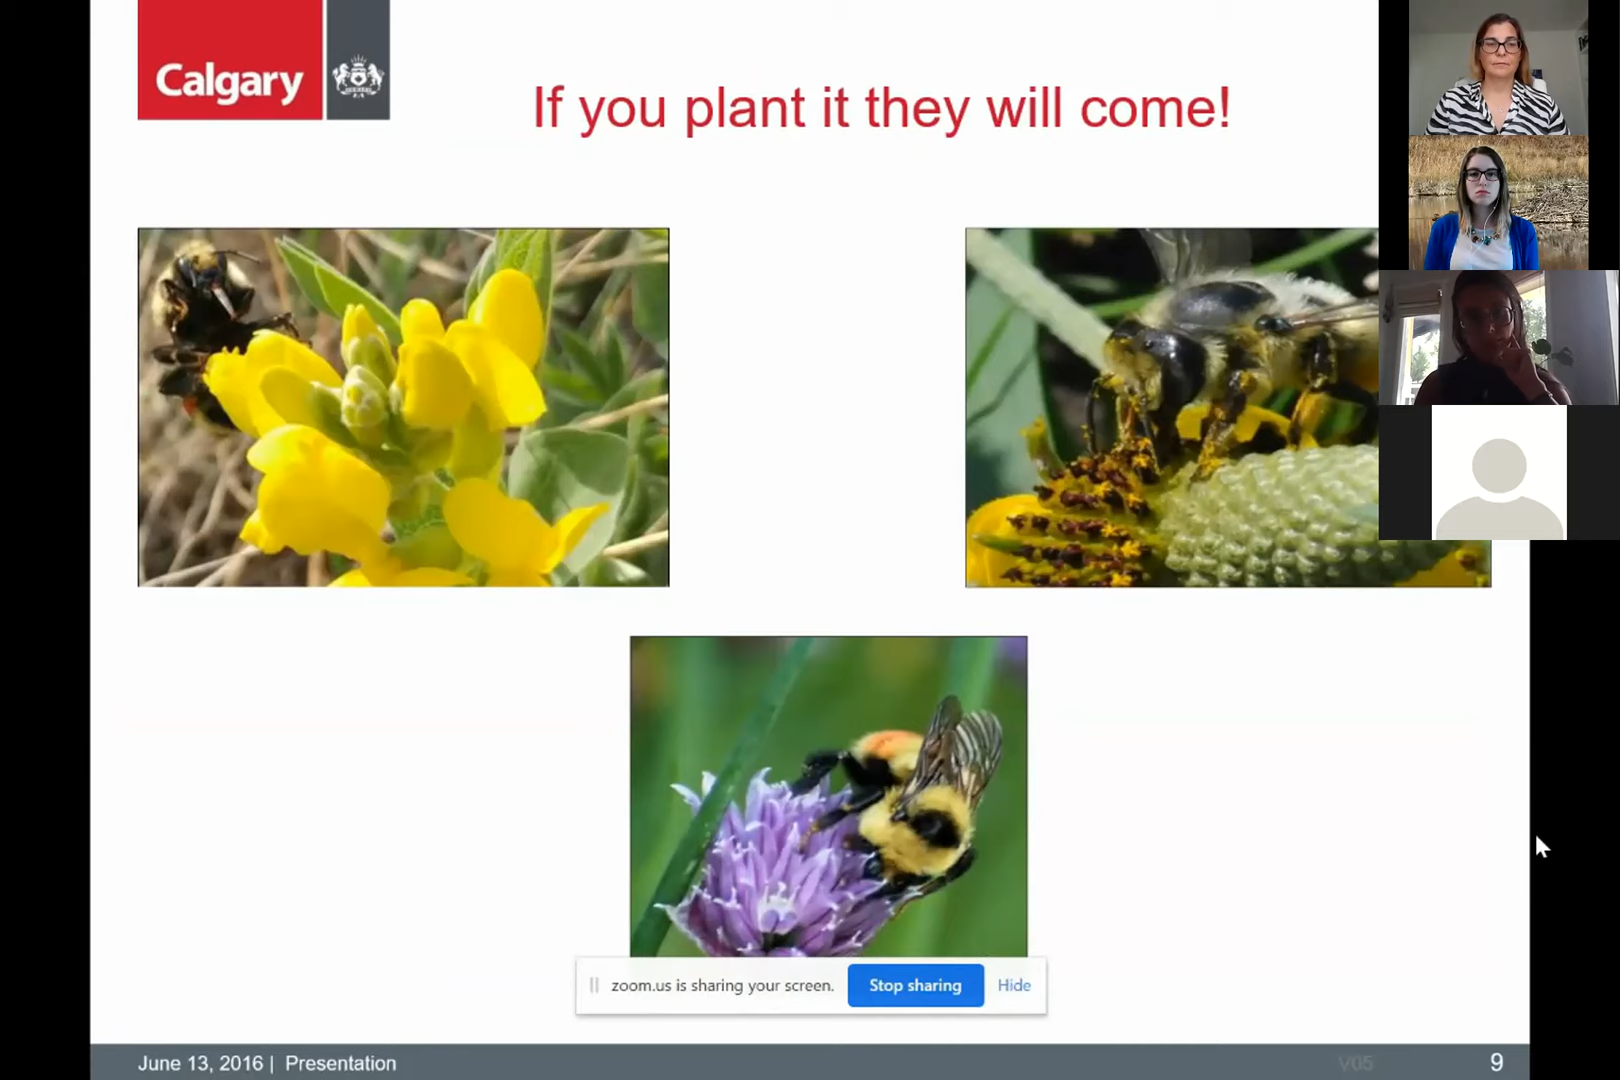 Calgary
If you plant it they will come!
zoom.us is sharing your screen.
Stop sharing
Hide
June 13, 2016 | Presentation
V05
9